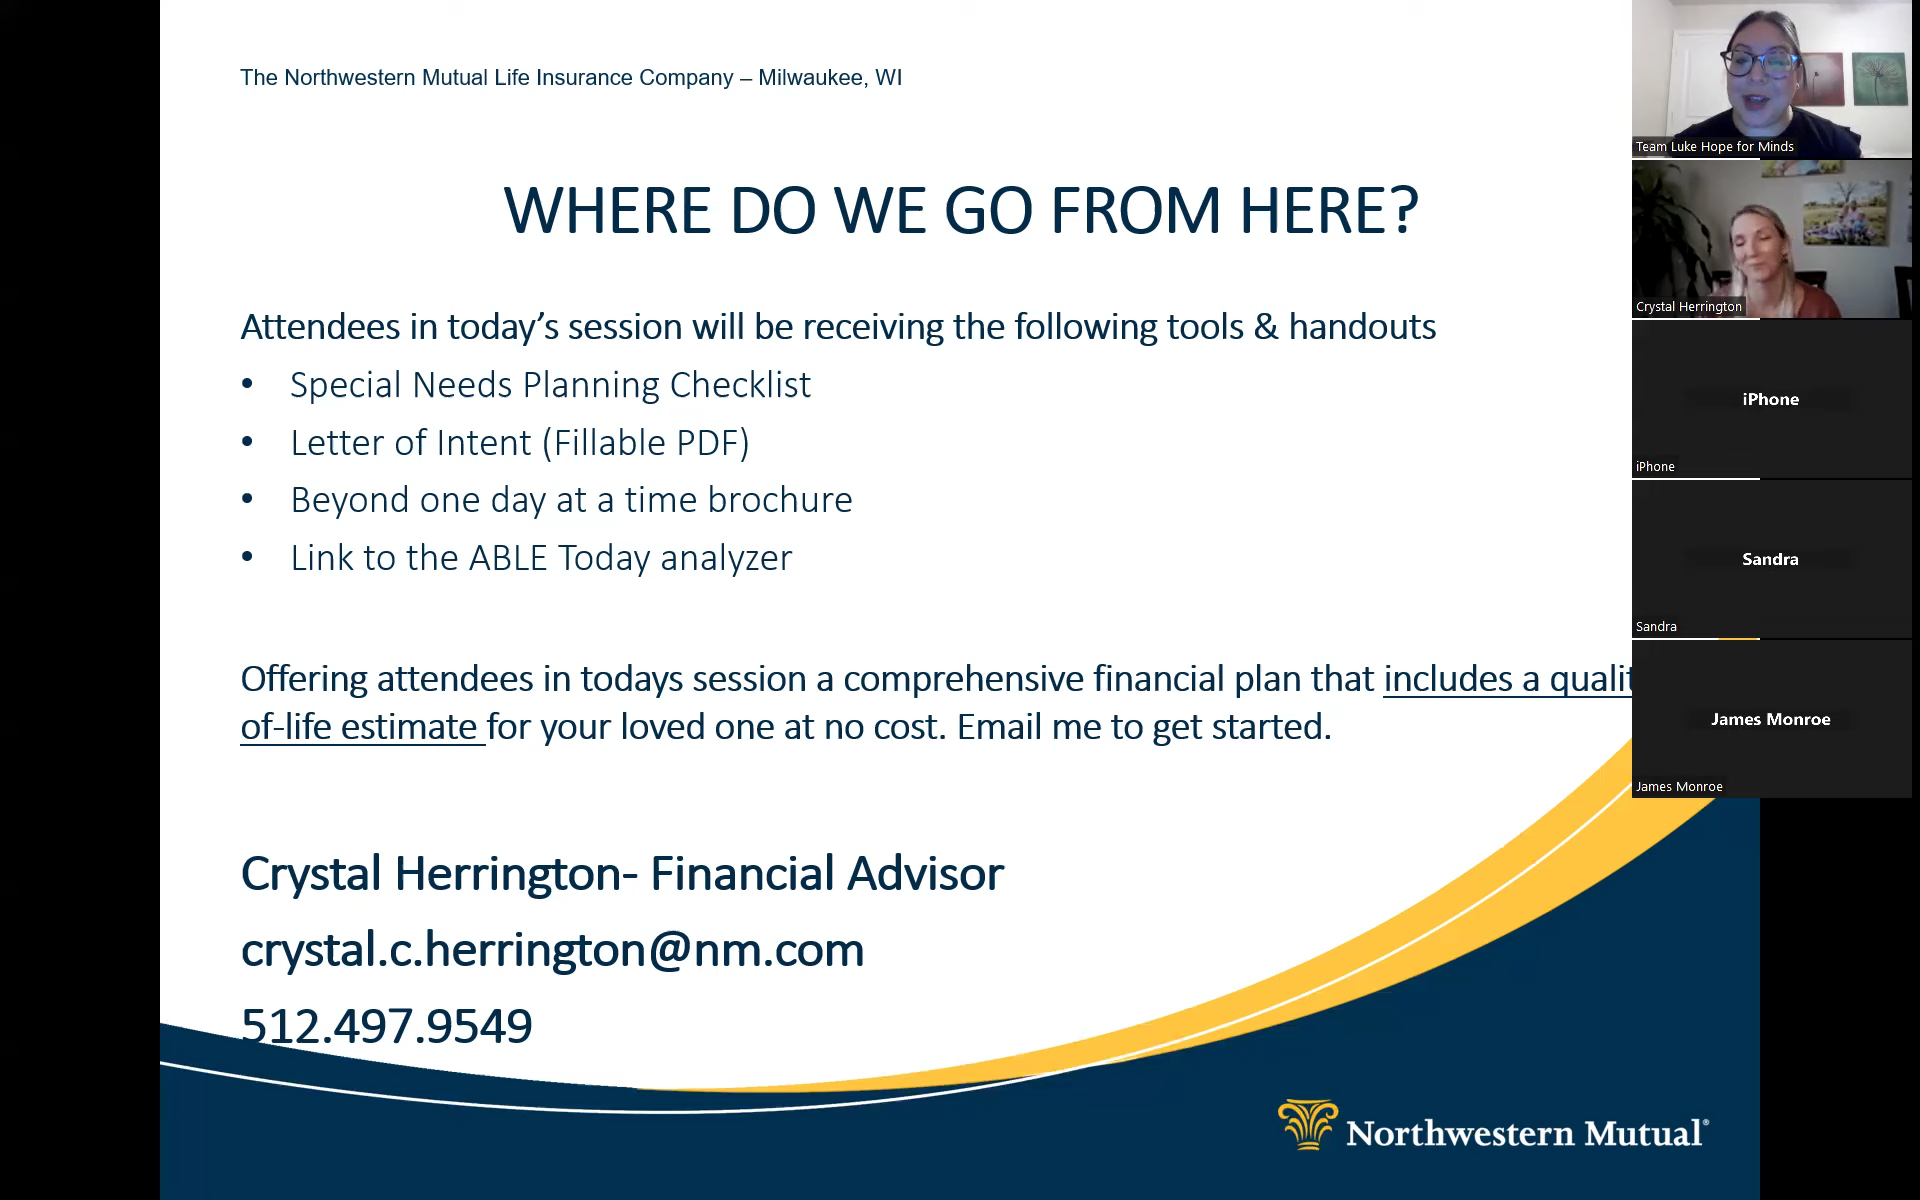 The Northwestern Mutual Life Insurance Company – Milwaukee, WI
WHERE DO WE GO FROM HERE?
Attendees in today’s session will be receiving the following tools & handouts
• Special Needs Planning Checklist
• Letter of Intent (Fillable PDF)
• Beyond one day at a time brochure
• Link to the ABLE Today analyzer
Offering attendees in todays session a comprehensive financial plan that includes a
of-life estimate for your loved one at no cost. Email me to get started.
Crystal Herrington- Financial Advisor
crystal.c.herrington@nm.com
512.497.9549
Northwestern Mutual®
Team Luke Hope for Minds
Crystal Herrington
iPhone
iPhone
Sandra
Sandra
James Monroe
James Monroe